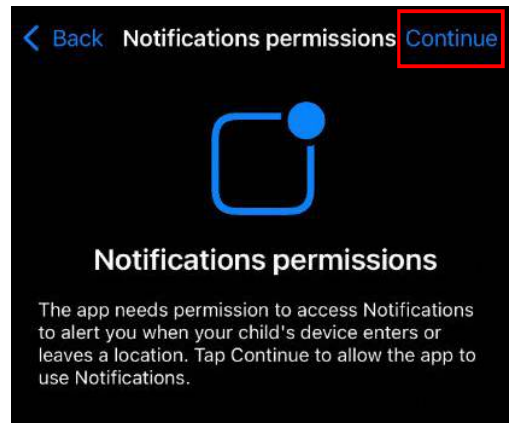 Back Notifications permissions Continue
Notifications permissions
The app needs permission to access Notifications
to alert you when your child's device enters or
leaves a location. Tap Continue to allow the app to
use Notifications.